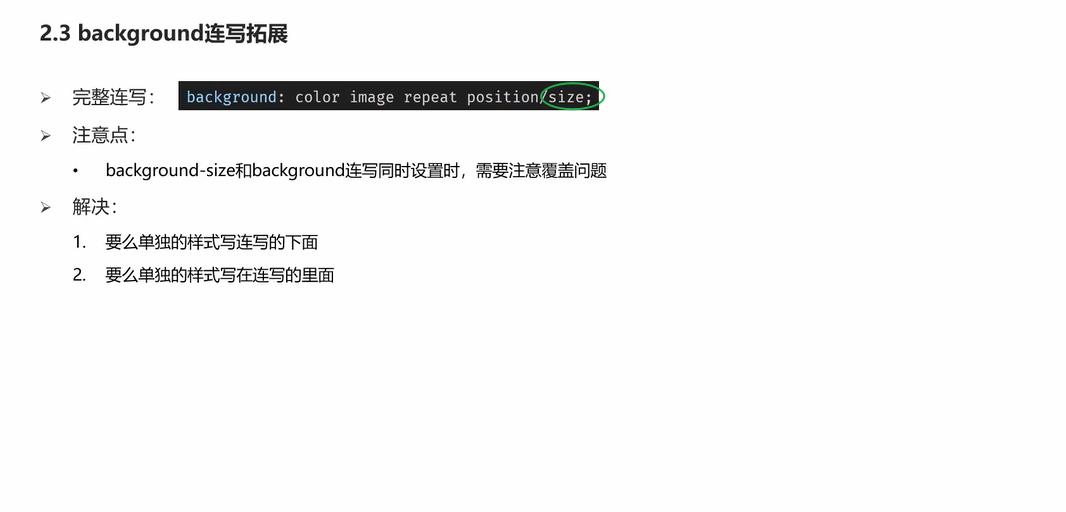 2.3 background连写拓展
➢ 完整连写： background: color image repeat position/size;
➢ 注意点：
• background-size和background连写同时设置时，需要注意覆盖问题
➢ 解决：
1. 要么单独的样式写连写的下面
2. 要么单独的样式写在连写的里面